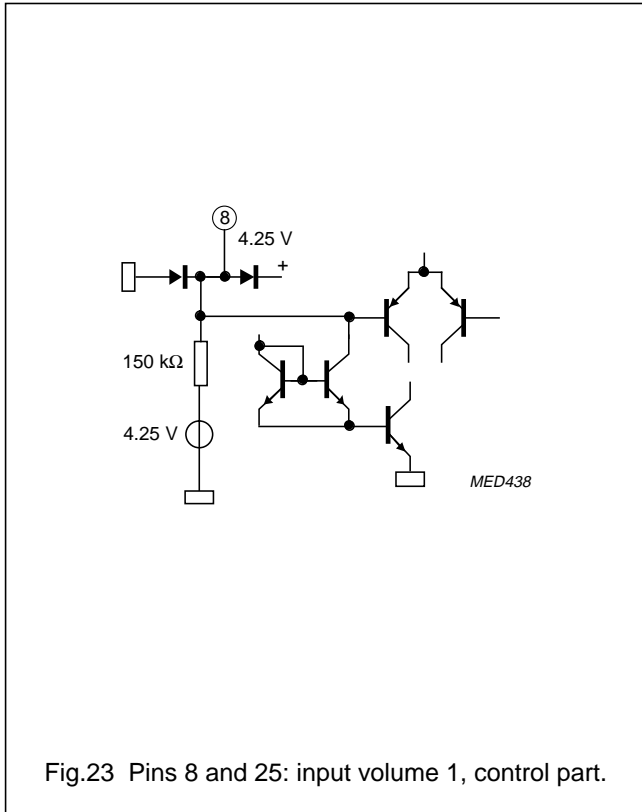 8
4.25 V
+
150 kΩ
4.25 V
MED438
Fig.23 Pins 8 and 25: input volume 1, control part.